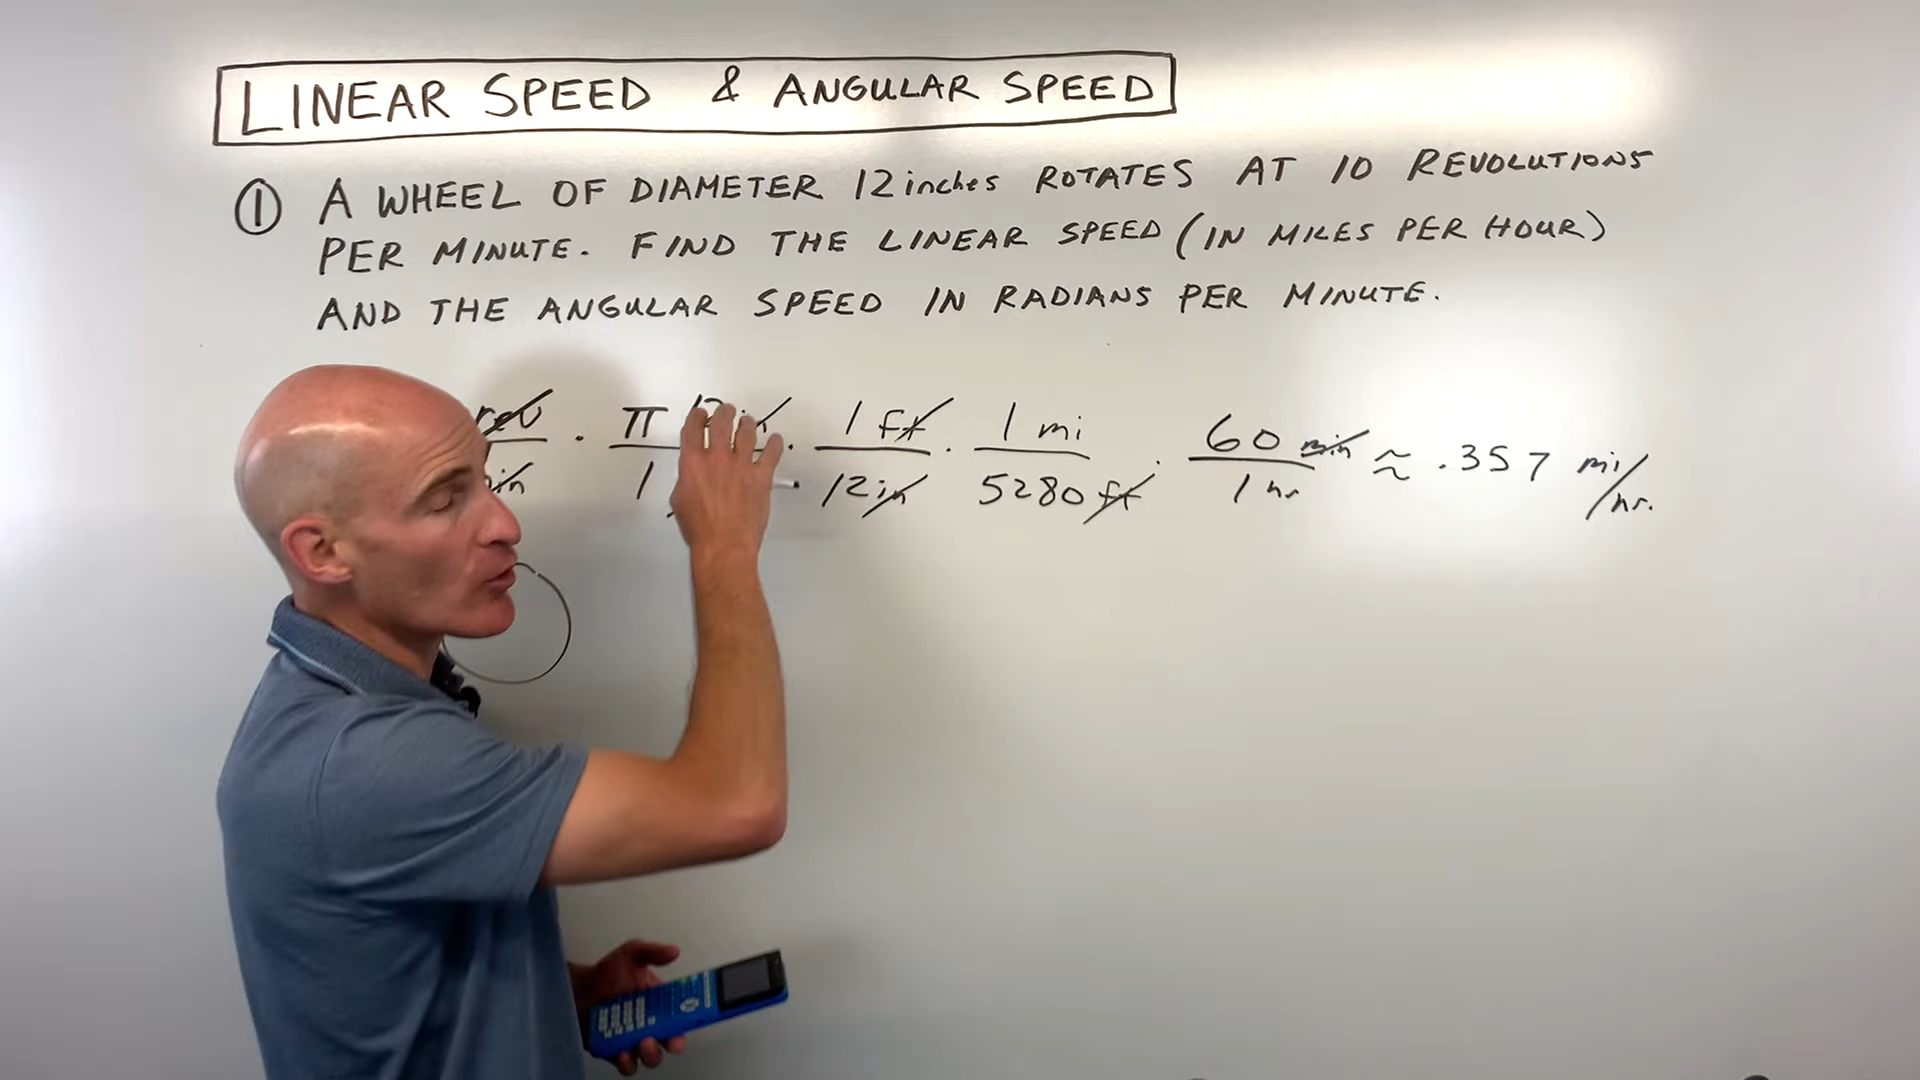 LINEAR SPEED & ANGULAR SPEED
① A WHEEL OF DIAMETER 12 inches ROTATES AT 10 REVOLUTIONS
PER MINUTE. FIND THE LINEAR SPEED (IN MILES PER HOUR)
AND THE ANGULAR SPEED IN RADIANS PER MINUTE.
rev · π 12 in · 1 ft · 1 mi · 60 min ≈ .357 mi/hr.
in 1 12 in 5280 ft 1 hr